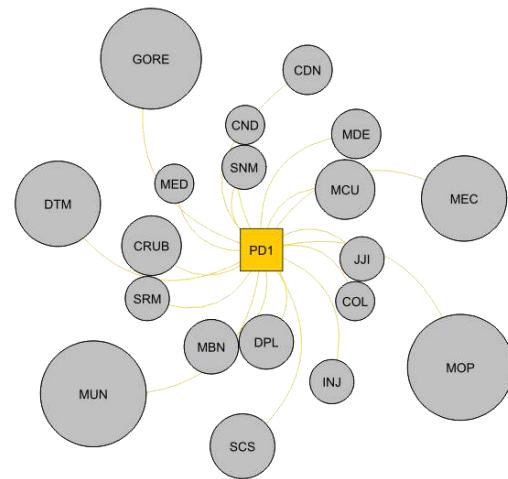 GORE
CDN
CND
MDE
SNM
MED
MCU
MEC
DTM
CRUB
PD1
JJI
SRM
COL
MBN
DPL
MOP
INJ
MUN
SCS